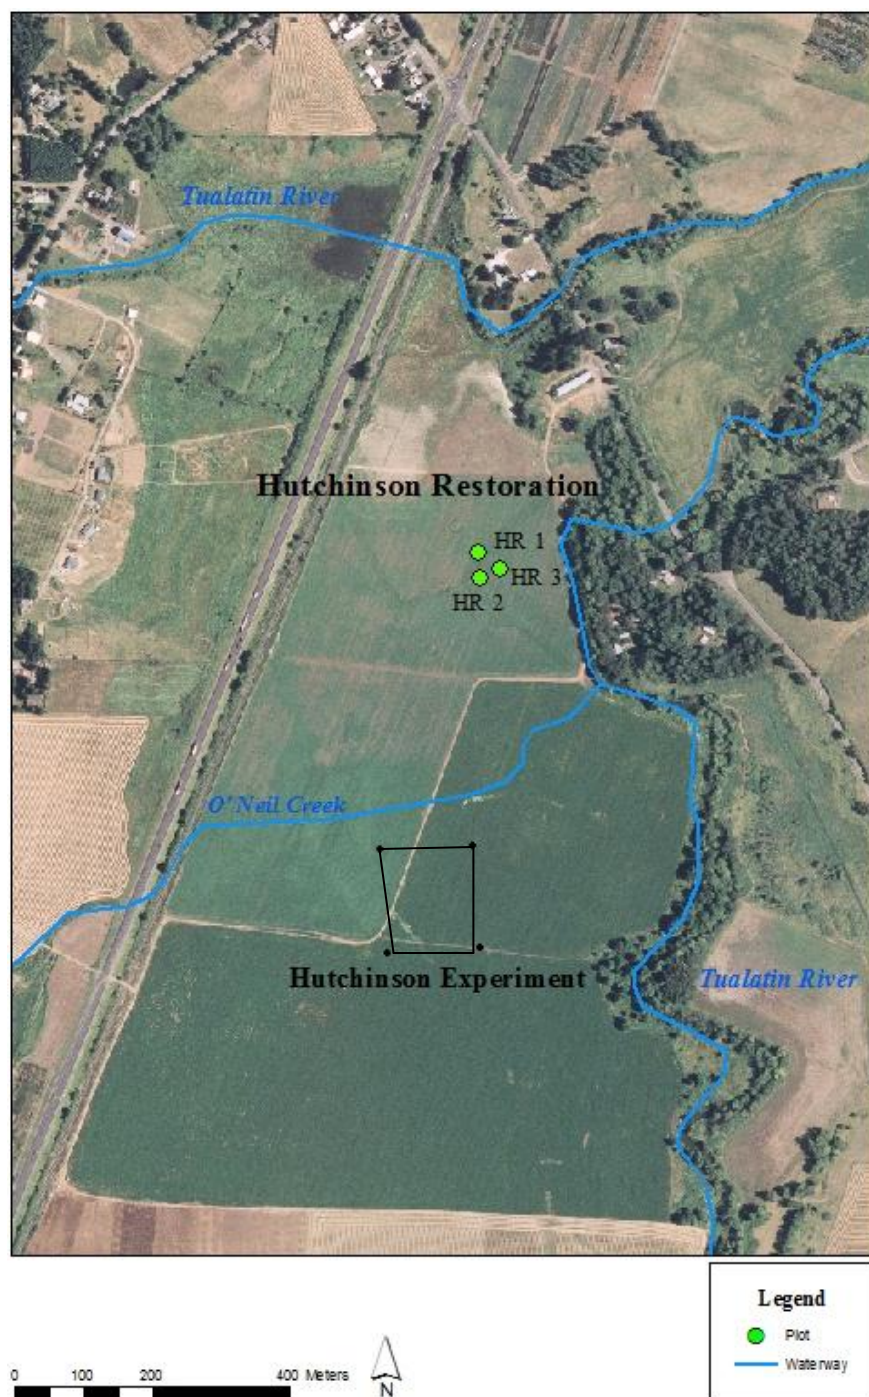 Tualatin River
Hutchinson Restoration
HR 1
HR 3
HR 2
O'Neil Creek
Hutchinson Experiment
Tualatin River
Legend
Plot
Waterway
0 100 200 400 Meters
N